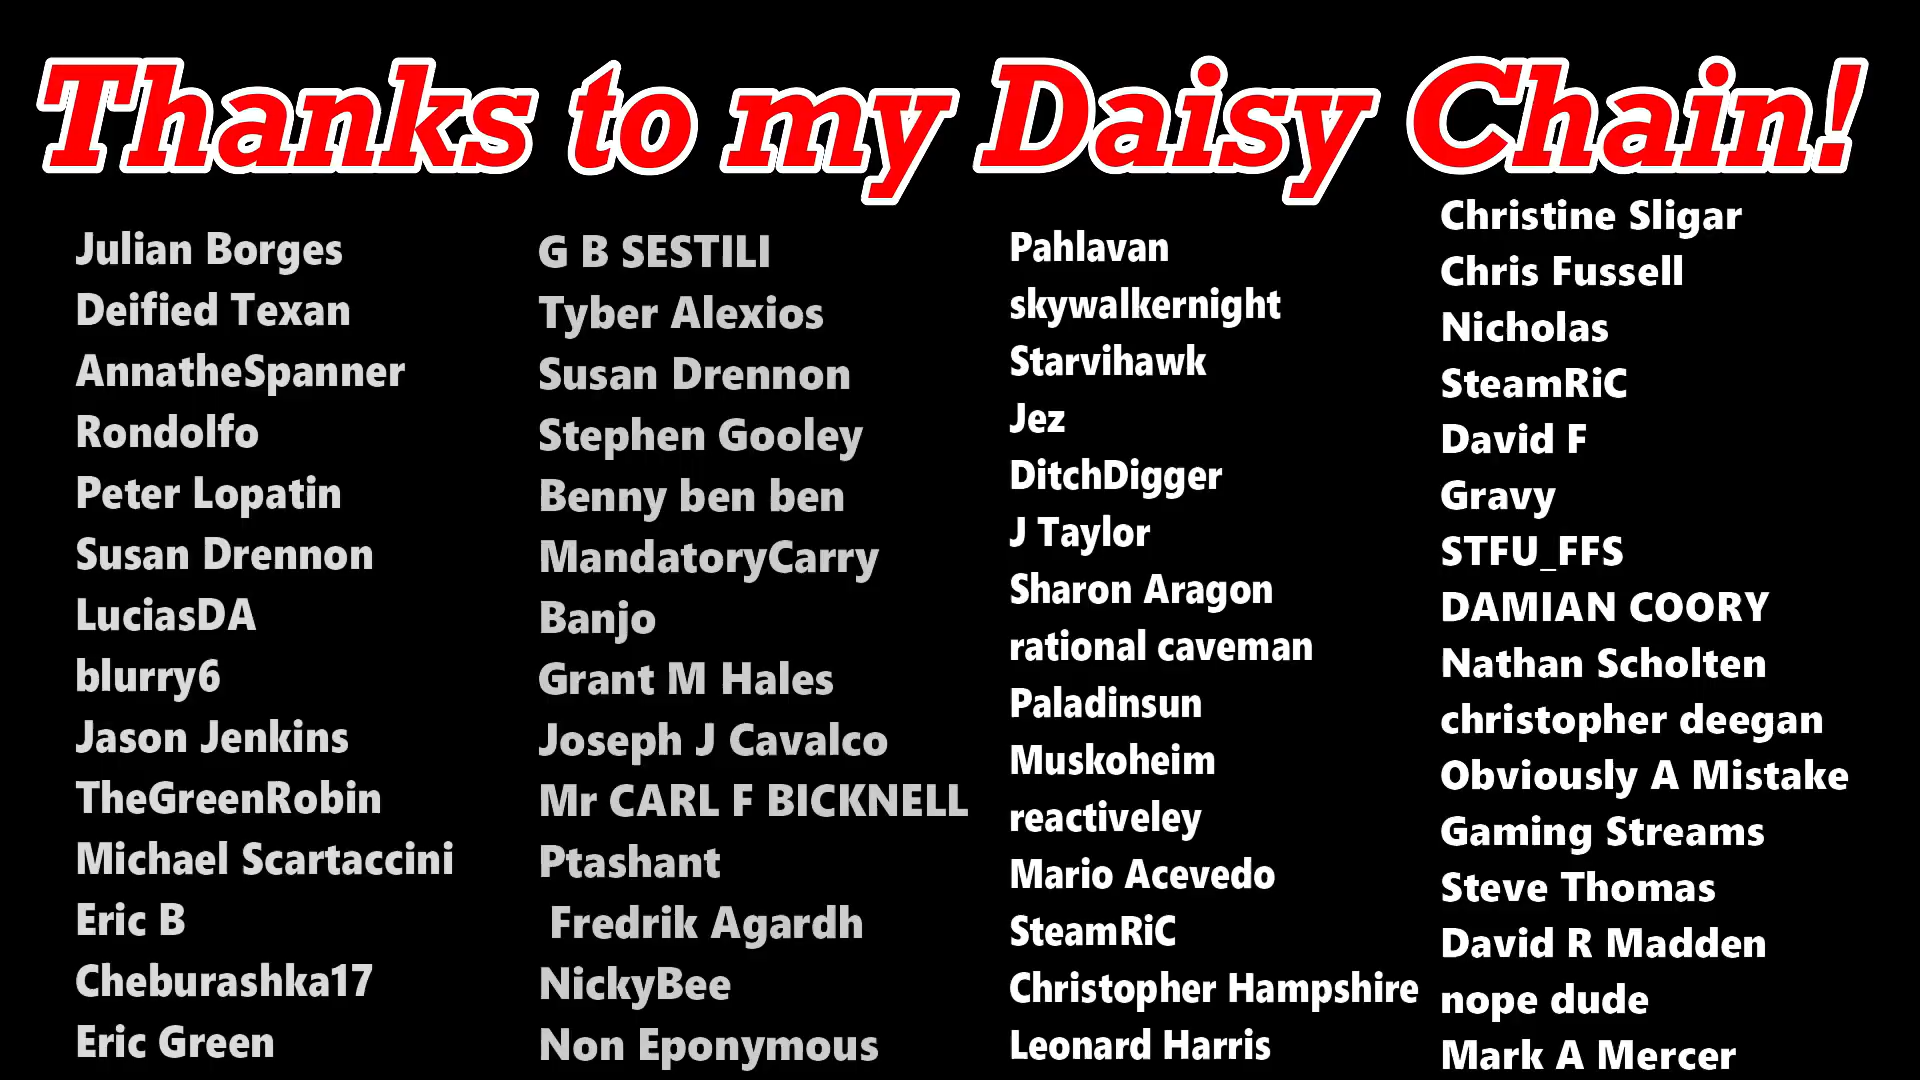 Thanks to my Daisy Chain!
Julian Borges
Deified Texan
AnnatheSpanner
Rondolfo
Peter Lopatin
Susan Drennon
LuciasDA
blurry6
Jason Jenkins
TheGreenRobin
Michael Scartaccini
Eric B
Cheburashka17
Eric Green
G B SESTILI
Tyber Alexios
Susan Drennon
Stephen Gooley
Benny ben ben
MandatoryCarry
Banjo
Grant M Hales
Joseph J Cavalco
Mr CARL F BICKNELL
Ptashant
Fredrik Agardh
NickyBee
Non Eponymous
Pahlavan
skywalkernight
Starvihawk
Jez
DitchDigger
J Taylor
Sharon Aragon
rational caveman
Paladinsun
Muskoheim
reactiveley
Mario Acevedo
SteamRiC
Christopher Hampshire
Leonard Harris
Christine Sligar
Chris Fussell
Nicholas
SteamRiC
David F
Gravy
STFU_FFS
DAMIAN COORY
Nathan Scholten
christopher deegan
Obviously A Mistake
Gaming Streams
Steve Thomas
David R Madden
nope dude
Mark A Mercer